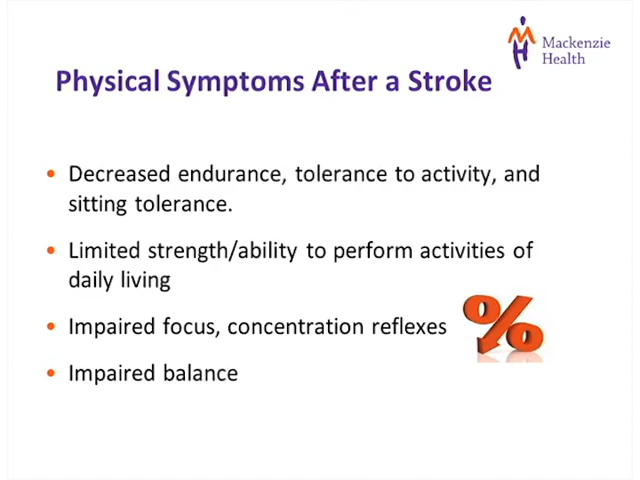 Mackenzie
Health
Physical Symptoms After a Stroke
• Decreased endurance, tolerance to activity, and
sitting tolerance.
• Limited strength/ability to perform activities of
daily living
• Impaired focus, concentration reflexes
%
• Impaired balance